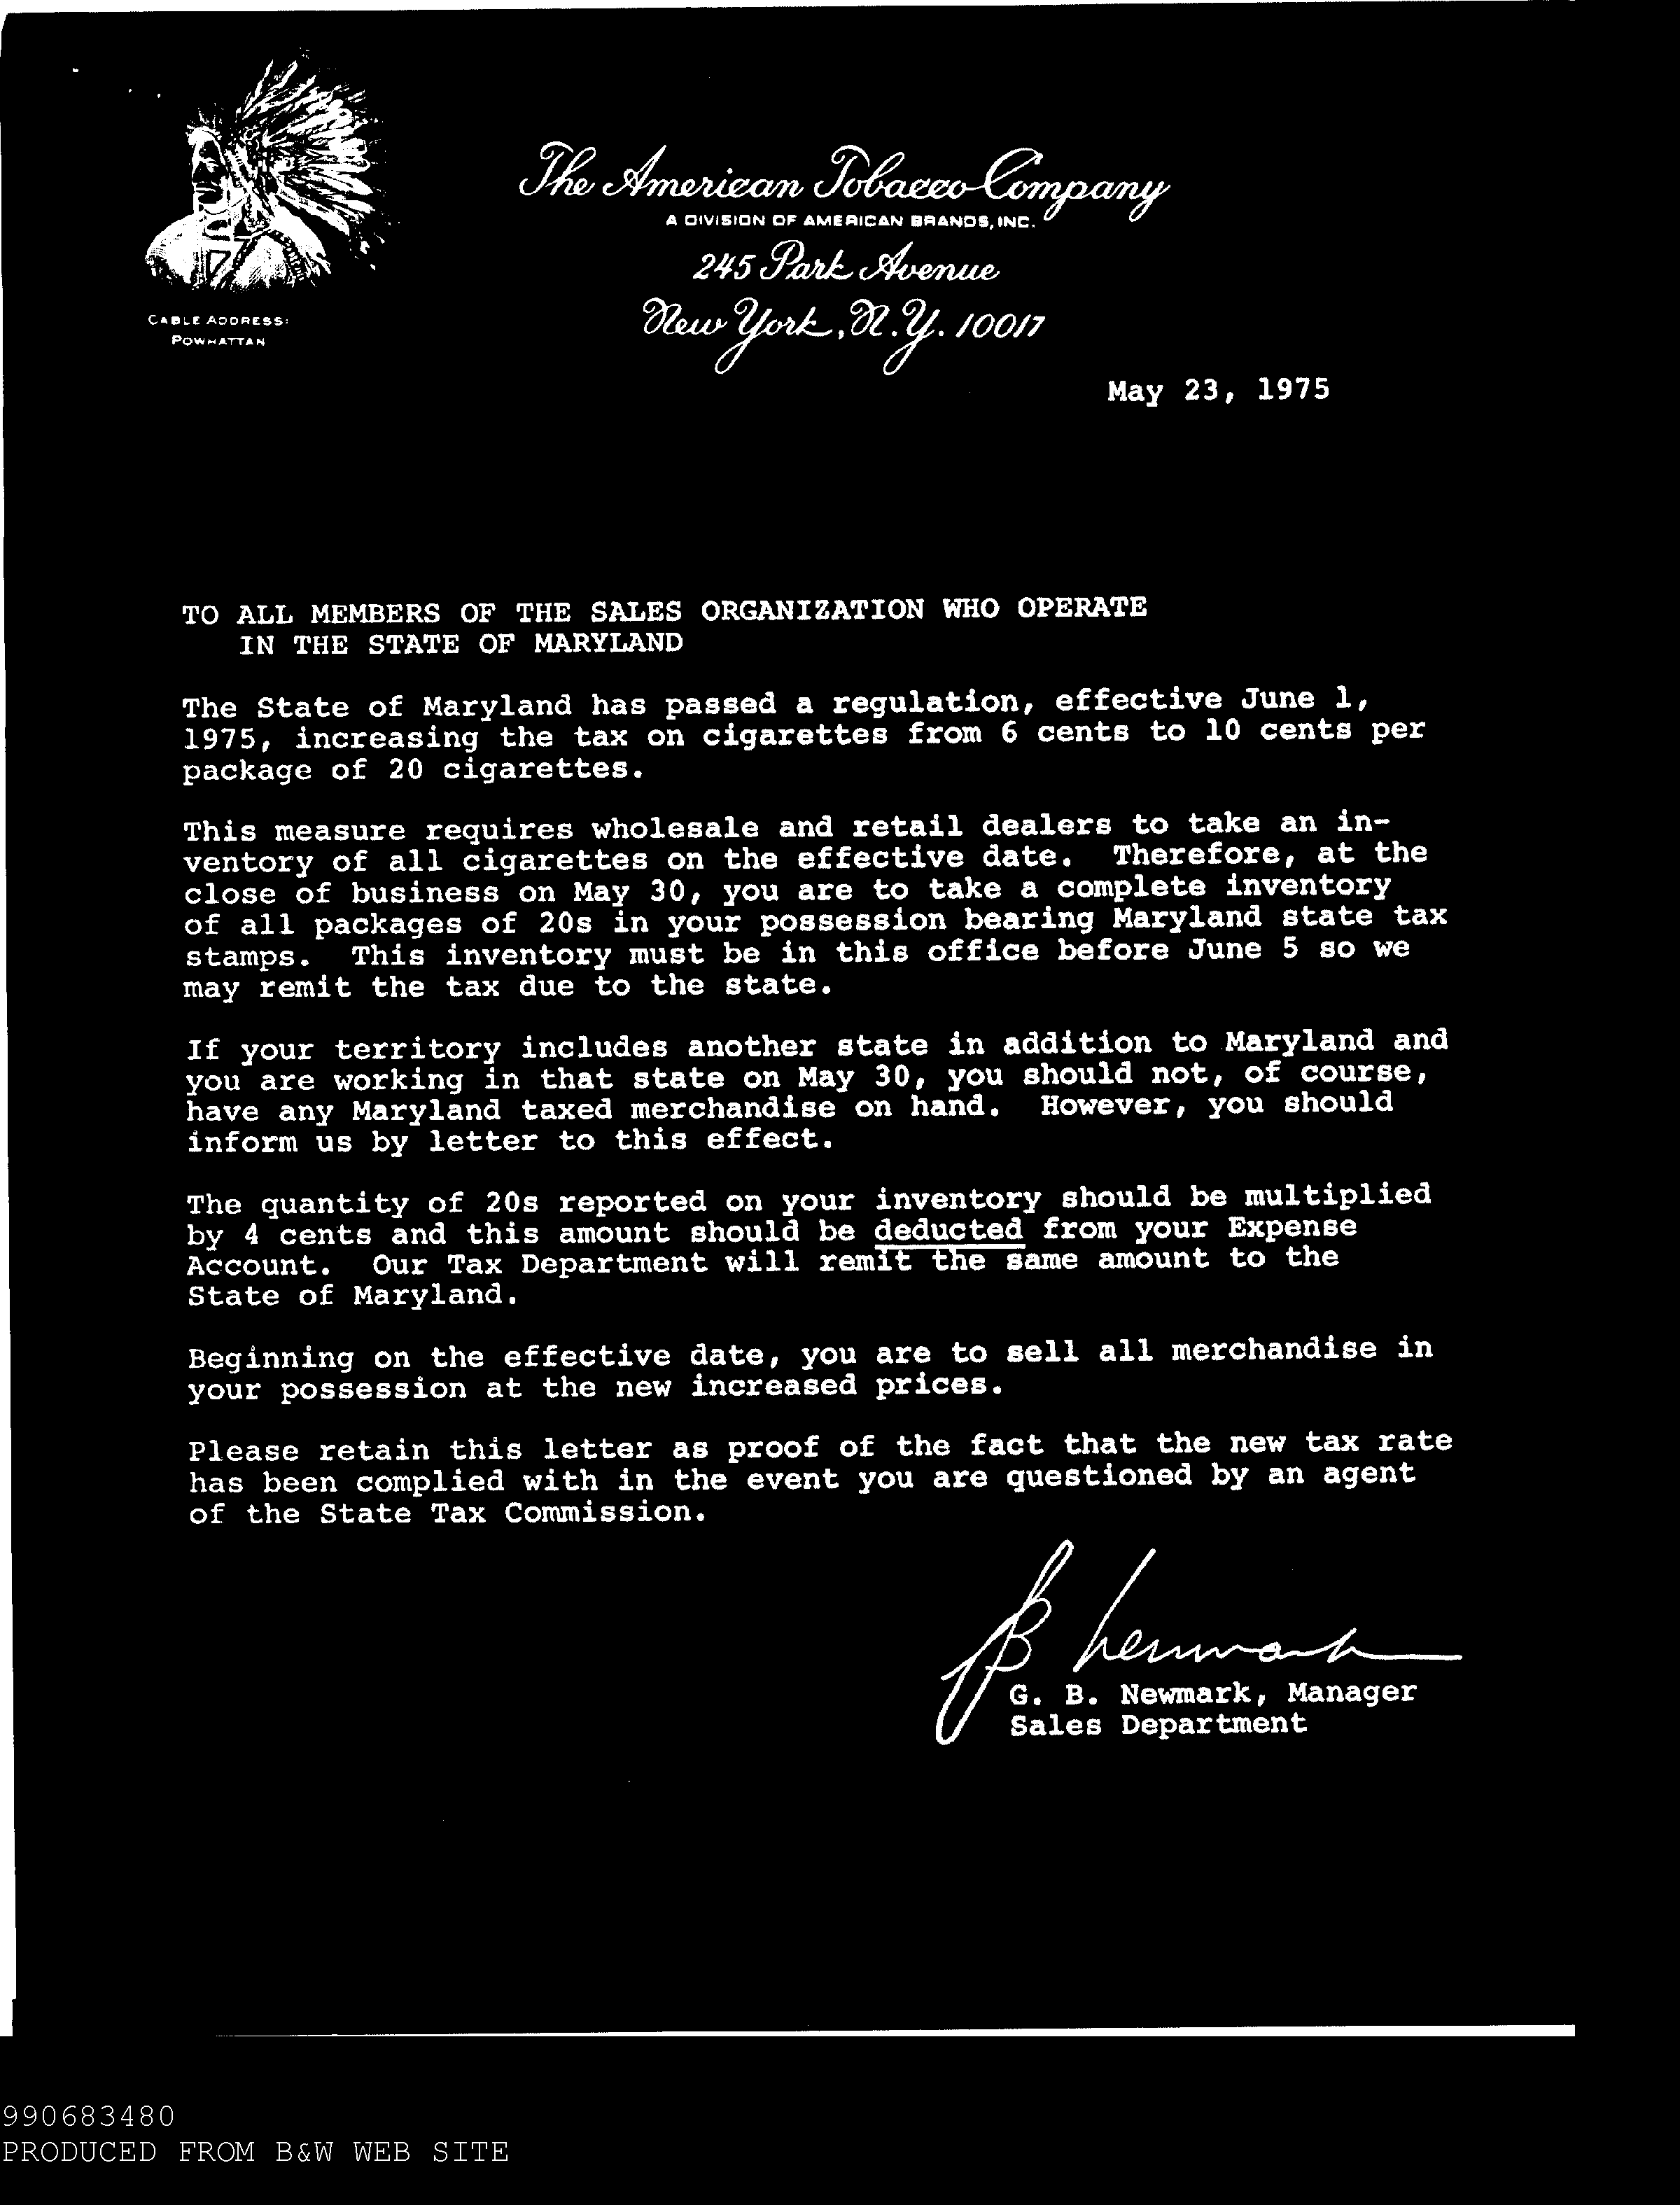 The American Tobacco Company
A DIVISION OF AMERICAN BRANDS, INC.
245 Park Avenue
New York, N.Y. 10017
CABLE ADDRESS:
POWHATTAN
May 23, 1975
TO ALL MEMBERS OF THE SALES ORGANIZATION WHO OPERATE
IN THE STATE OF MARYLAND
The State of Maryland has passed a regulation, effective June 1,
1975, increasing the tax on cigarettes from 6 cents to 10 cents per
package of 20 cigarettes.
This measure requires wholesale and retail dealers to take an in-
ventory of all cigarettes on the effective date. Therefore, at the
close of business on May 30, you are to take a complete inventory
of all packages of 20s in your possession bearing Maryland state tax
stamps. This inventory must be in this office before June 5 so we
may remit the tax due to the state.
If your territory includes another state in addition to Maryland and
you are working in that state on May 30, you should not, of course,
have any Maryland taxed merchandise on hand. However, you should
inform us by letter to this effect.
The quantity of 20s reported on your inventory should be multiplied
by 4 cents and this amount should be deducted from your Expense
Account. Our Tax Department will remit the same amount to the
State of Maryland.
Beginning on the effective date, you are to sell all merchandise in
your possession at the new increased prices.
Please retain this letter as proof of the fact that the new tax rate
has been complied with in the event you are questioned by an agent
of the State Tax Commission.
G. B. Newmark, Manager
Sales Department
990683480
PRODUCED FROM B&W WEB SITE